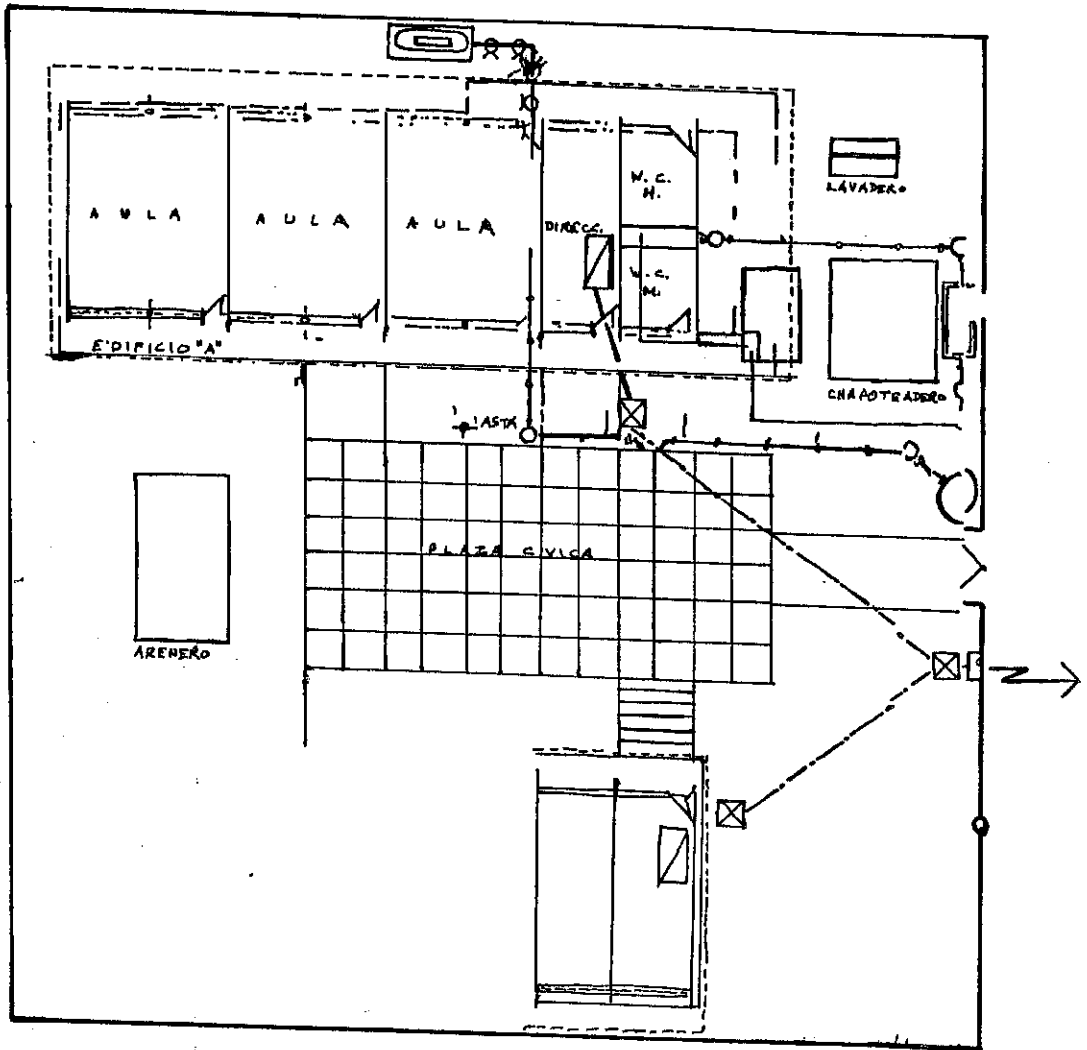 W.C.
H.
LAVADERO
AULA
AULA
AULA
DIRECC.
W.C.
M.
EDIFICIO "A"
CHAPOTEADERO
ASTA
PLAZA CIVICA
ARENERO